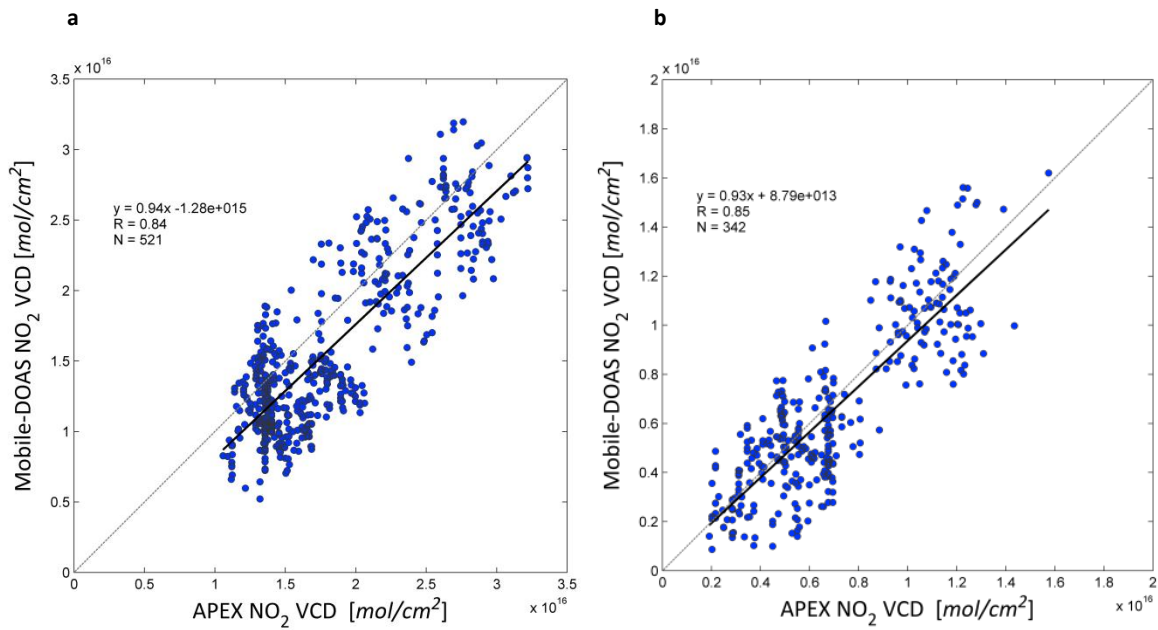 a
x 10^16
3.5
3
2.5
2
1.5
1
0.5
0
Mobile-DOAS NO2 VCD [mol/cm²]
y = 0.94x -1.28e+015
R = 0.84
N = 521
0 0.5 1 1.5 2 2.5 3 3.5
x 10^16
APEX NO2 VCD [mol/cm²]
b
x 10^16
2
1.8
1.6
1.4
1.2
1
0.8
0.6
0.4
0.2
0
Mobile-DOAS NO2 VCD [mol/cm²]
y = 0.93x + 8.79e+013
R = 0.85
N = 342
0 0.2 0.4 0.6 0.8 1 1.2 1.4 1.6 1.8 2
x 10^16
APEX NO2 VCD [mol/cm²]